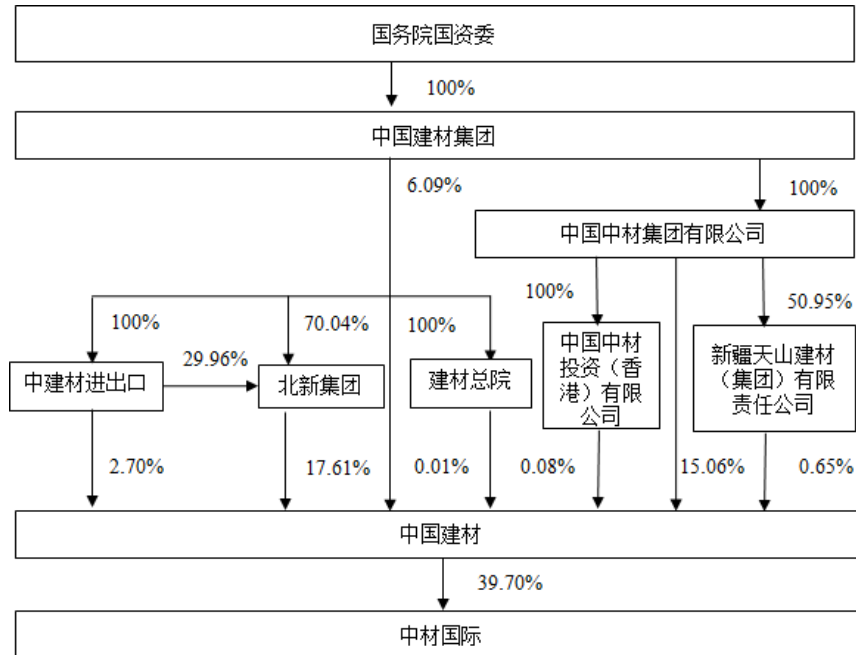 国务院国资委
100%
中国建材集团
6.09%
100%
中国中材集团有限公司
100%
70.04%
100%
100%
50.95%
29.96%
中建材进出口
北新集团
建材总院
中国中材
投资（香
港）有限
公司
新疆天山建材
（集团）有限
责任公司
2.70%
17.61%
0.01%
0.08%
15.06%
0.65%
中国建材
39.70%
中材国际